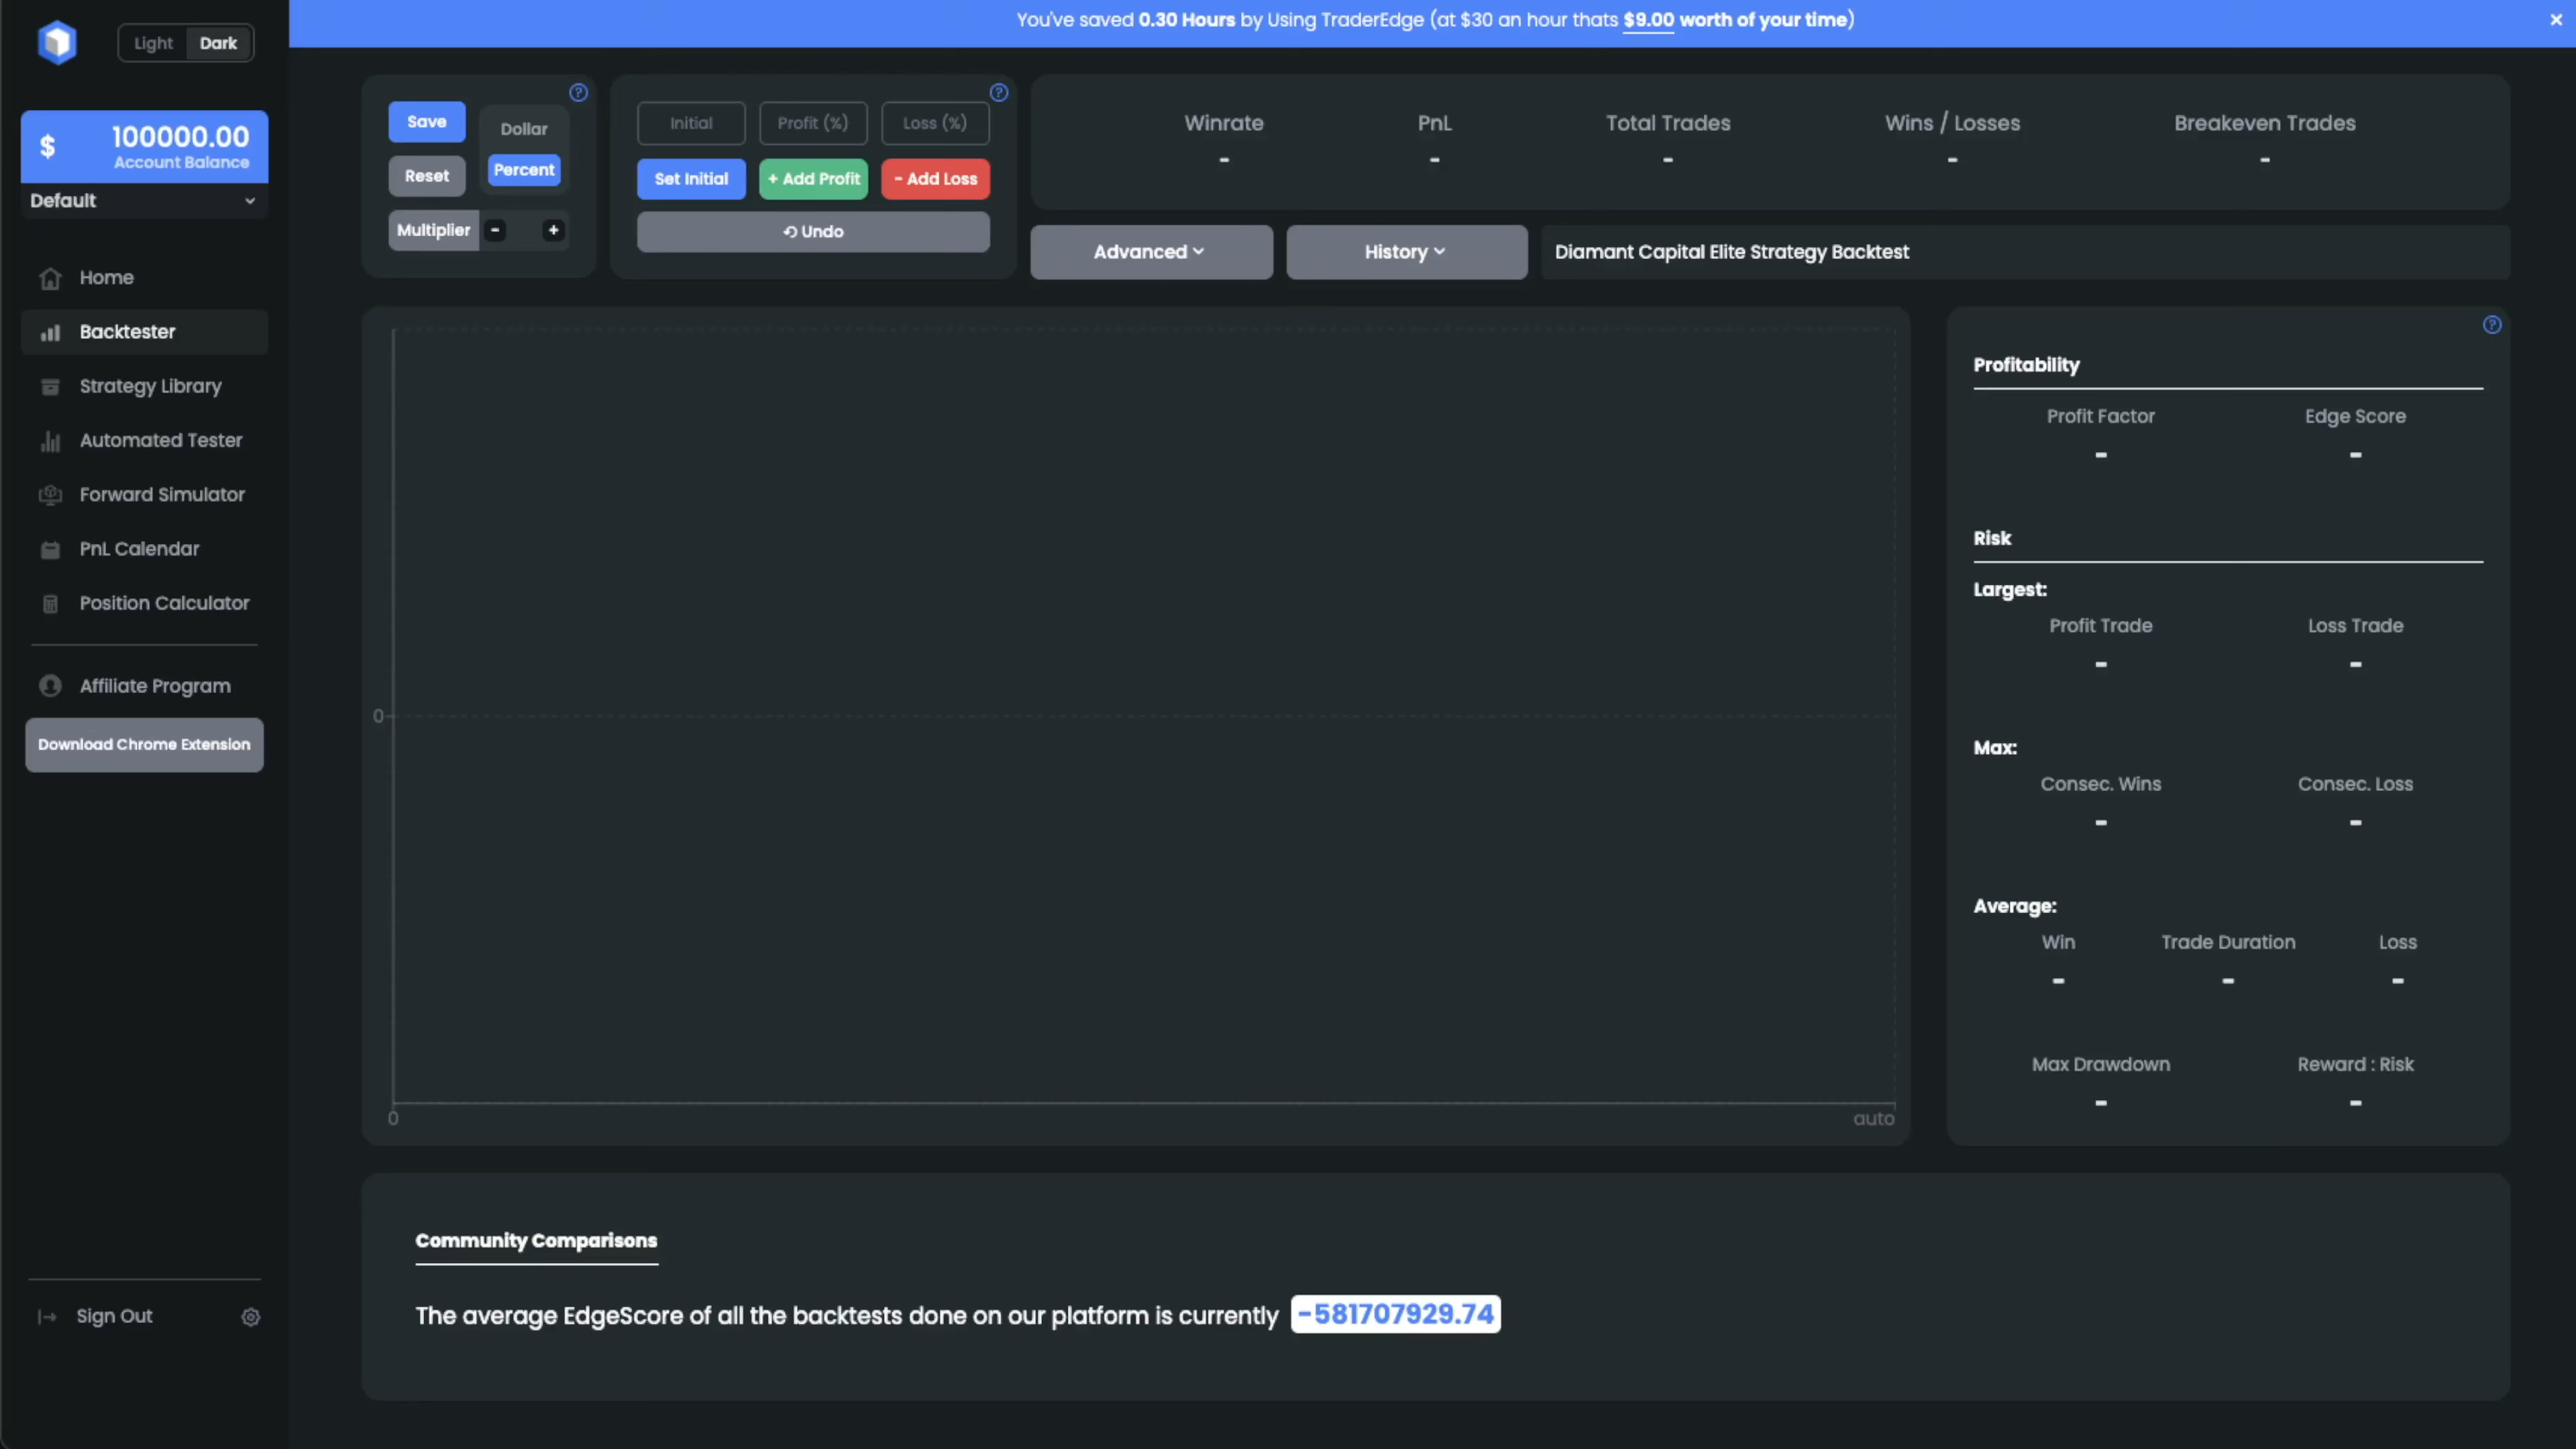 You've saved 0.30 Hours by Using TraderEdge (at $30 an hour thats $9.00 worth of your time)
×
Light
Dark
$
100000.00
Account Balance
Default
Home
Backtester
Strategy Library
Automated Tester
Forward Simulator
PnL Calendar
Position Calculator
Affiliate Program
Download Chrome Extension
Sign Out
?
Save
Dollar
Percent
Reset
Multiplier - +
?
Initial
Profit (%)
Loss (%)
Set Initial
+ Add Profit
- Add Loss
Undo
Winrate
-
PnL
-
Total Trades
-
Wins / Losses
-
Breakeven Trades
-
Advanced
History
Diamant Capital Elite Strategy Backtest
0
0
auto
?
Profitability
Profit Factor
-
Edge Score
-
Risk
Largest:
Profit Trade
-
Loss Trade
-
Max:
Consec. Wins
-
Consec. Loss
-
Average:
Win
-
Trade Duration
-
Loss
-
Max Drawdown
-
Reward : Risk
-
Community Comparisons
The average EdgeScore of all the backtests done on our platform is currently -581707929.74